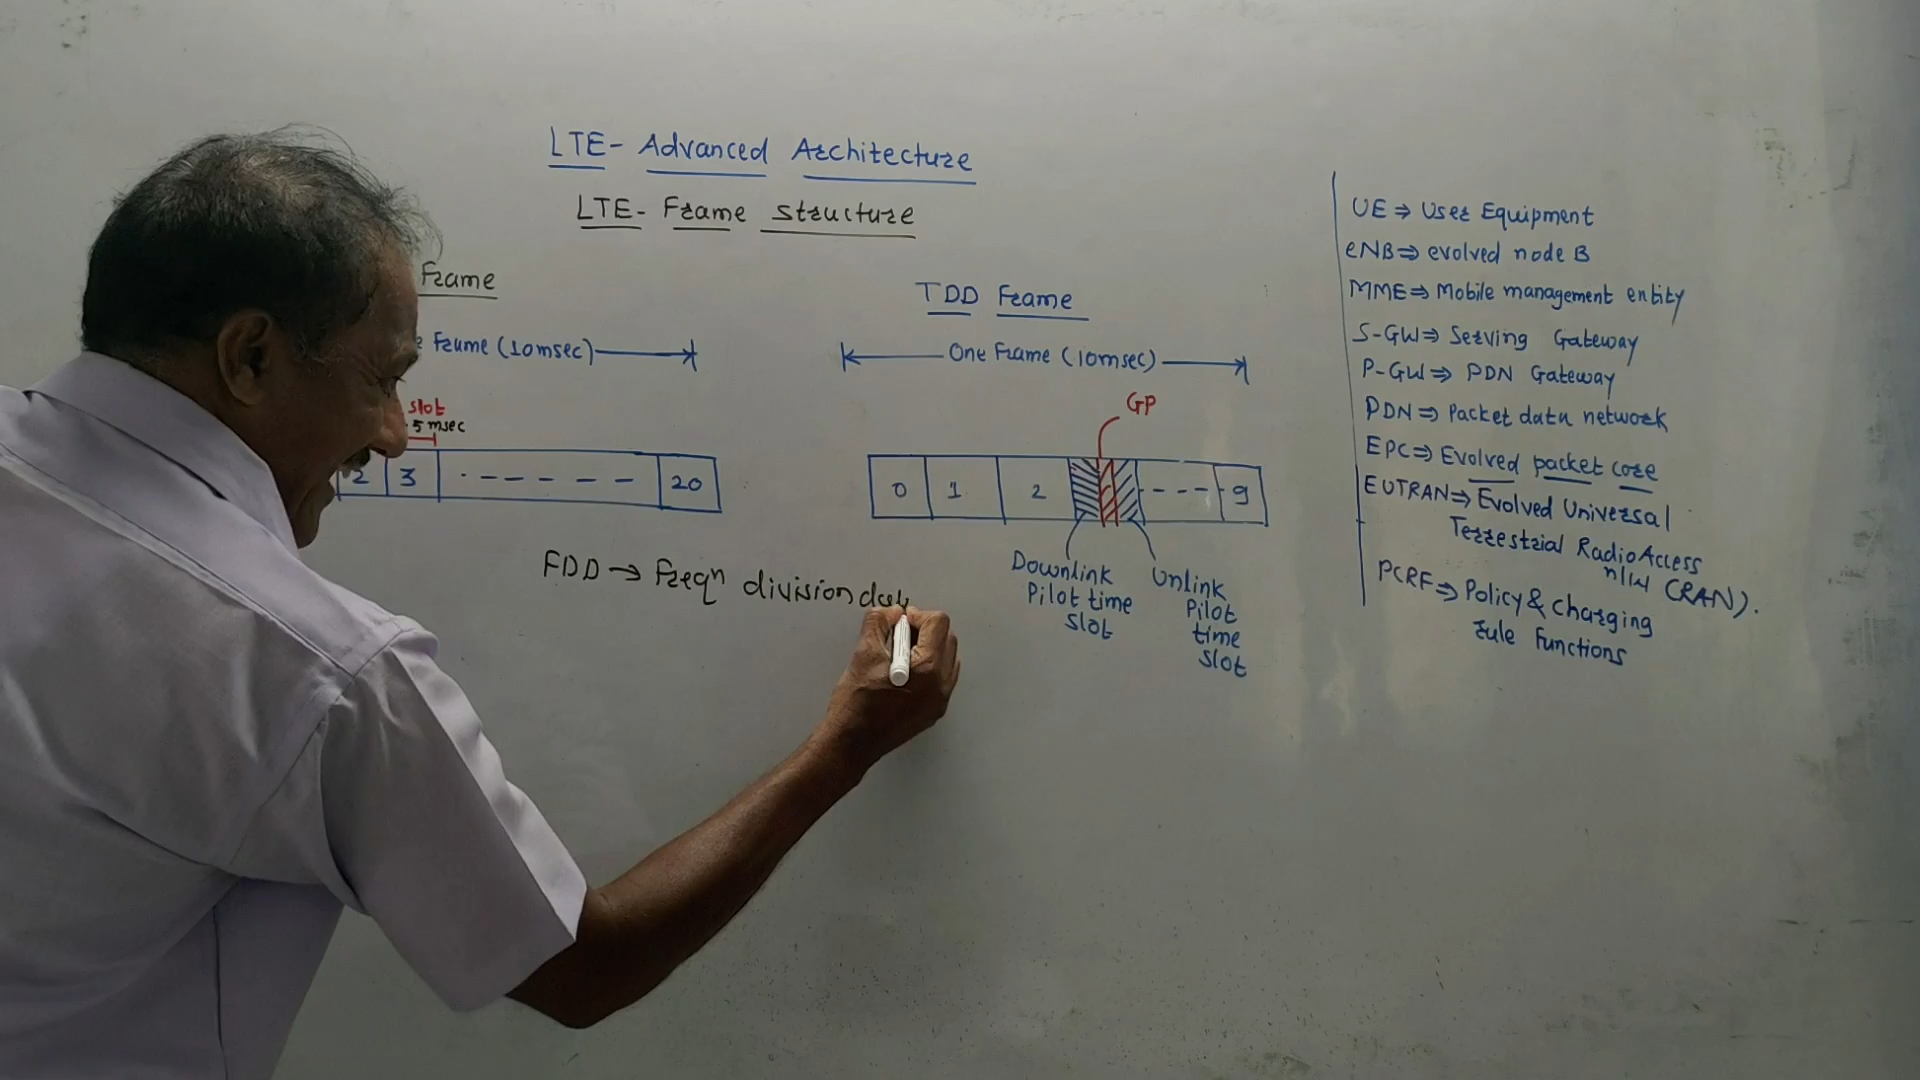 LTE- Advanced Architecture
LTE- Frame structure
Frame
Frame (10msec)
slot
5 msec
2 3 - - - - - - 20
FDD → Freqn division
TDD Frame
One Frame (10msec)
GP
0 1 2 - - - - 9
Downlink
Pilot time
slot
Unlink
Pilot
time
slot
UE ⇒ User Equipment
eNB ⇒ evolved node B
MME ⇒ Mobile management entity
S-GW ⇒ Serving Gateway
P-GW ⇒ PDN Gateway
PDN ⇒ Packet data network
EPC ⇒ Evolved packet core
EUTRAN ⇒ Evolved Universal
Terrestrial Radio Access
n/w (RAN).
PCRF ⇒ Policy & charging
rule Functions